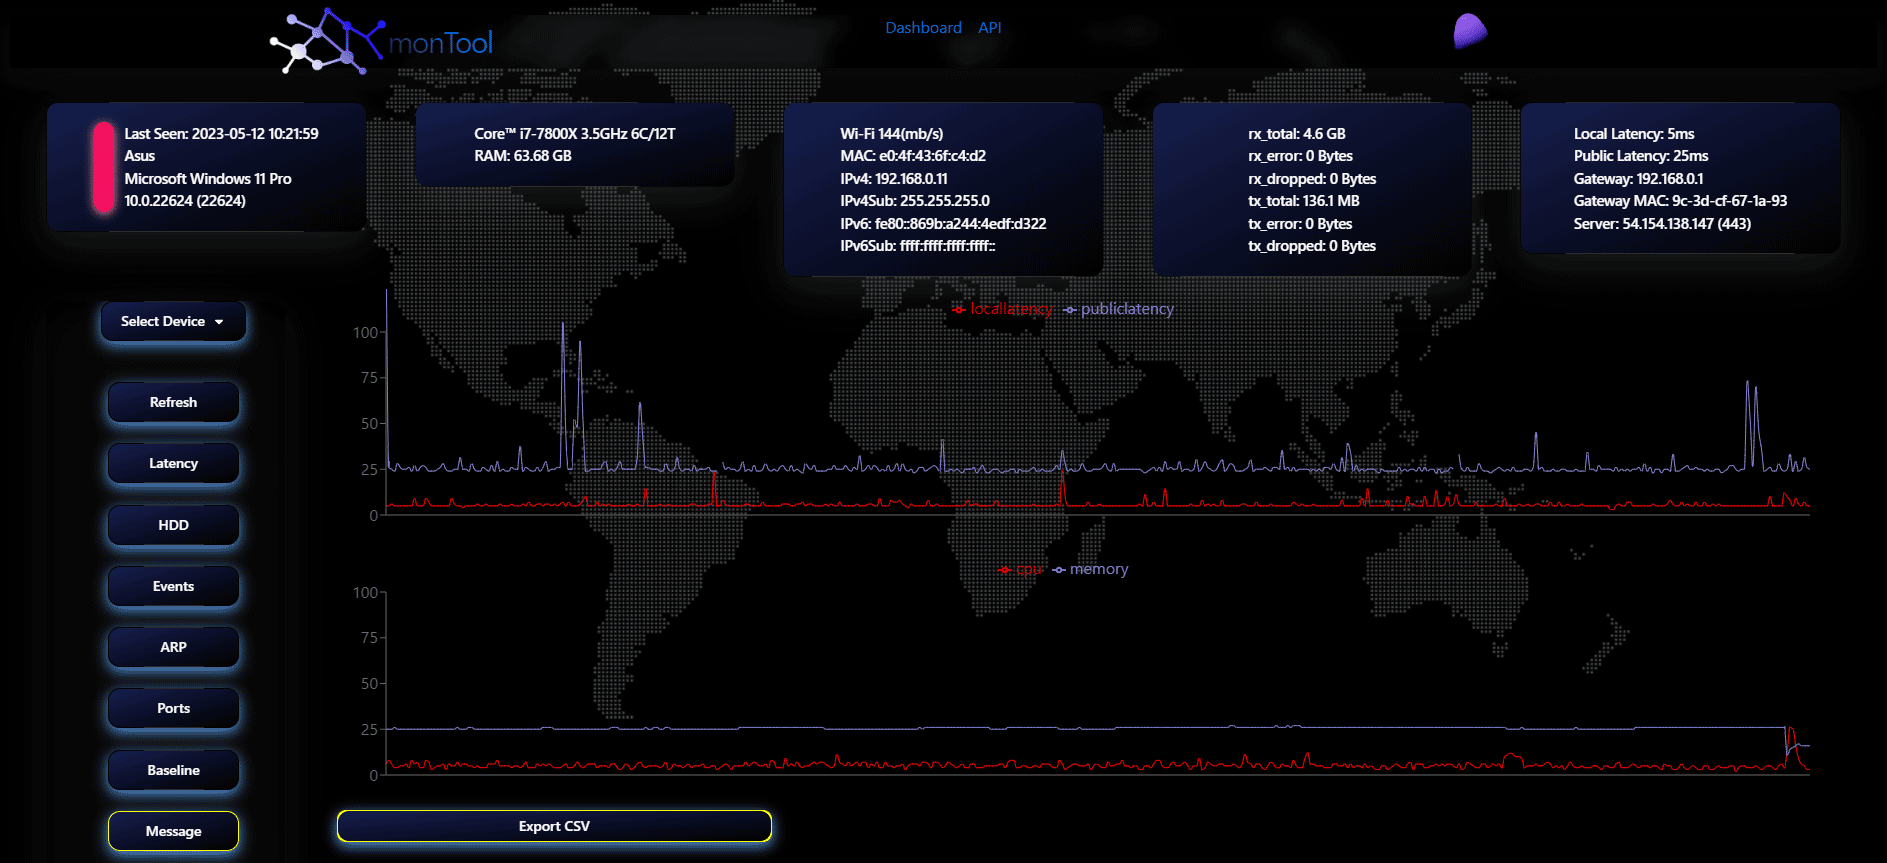 monTool
Dashboard API
Last Seen: 2023-05-12 10:21:59
Asus
Microsoft Windows 11 Pro
10.0.22624 (22624)
Core™ i7-7800X 3.5GHz 6C/12T
RAM: 63.68 GB
Wi-Fi 144(mb/s)
MAC: e0:4f:43:6f:c4:d2
IPv4: 192.168.0.11
IPv4Sub: 255.255.255.0
IPv6: fe80::869b:a244:4edf:d322
IPv6Sub: ffff:ffff:ffff:ffff::
rx_total: 4.6 GB
rx_error: 0 Bytes
rx_dropped: 0 Bytes
tx_total: 136.1 MB
tx_error: 0 Bytes
tx_dropped: 0 Bytes
Local Latency: 5ms
Public Latency: 25ms
Gateway: 192.168.0.1
Gateway MAC: 9c-3d-cf-67-1a-93
Server: 54.154.138.147 (443)
Select Device
Refresh
Latency
HDD
Events
ARP
Ports
Baseline
Message
locallatency publiclatency
100
75
50
25
0
cpu memory
100
75
50
25
0
Export CSV